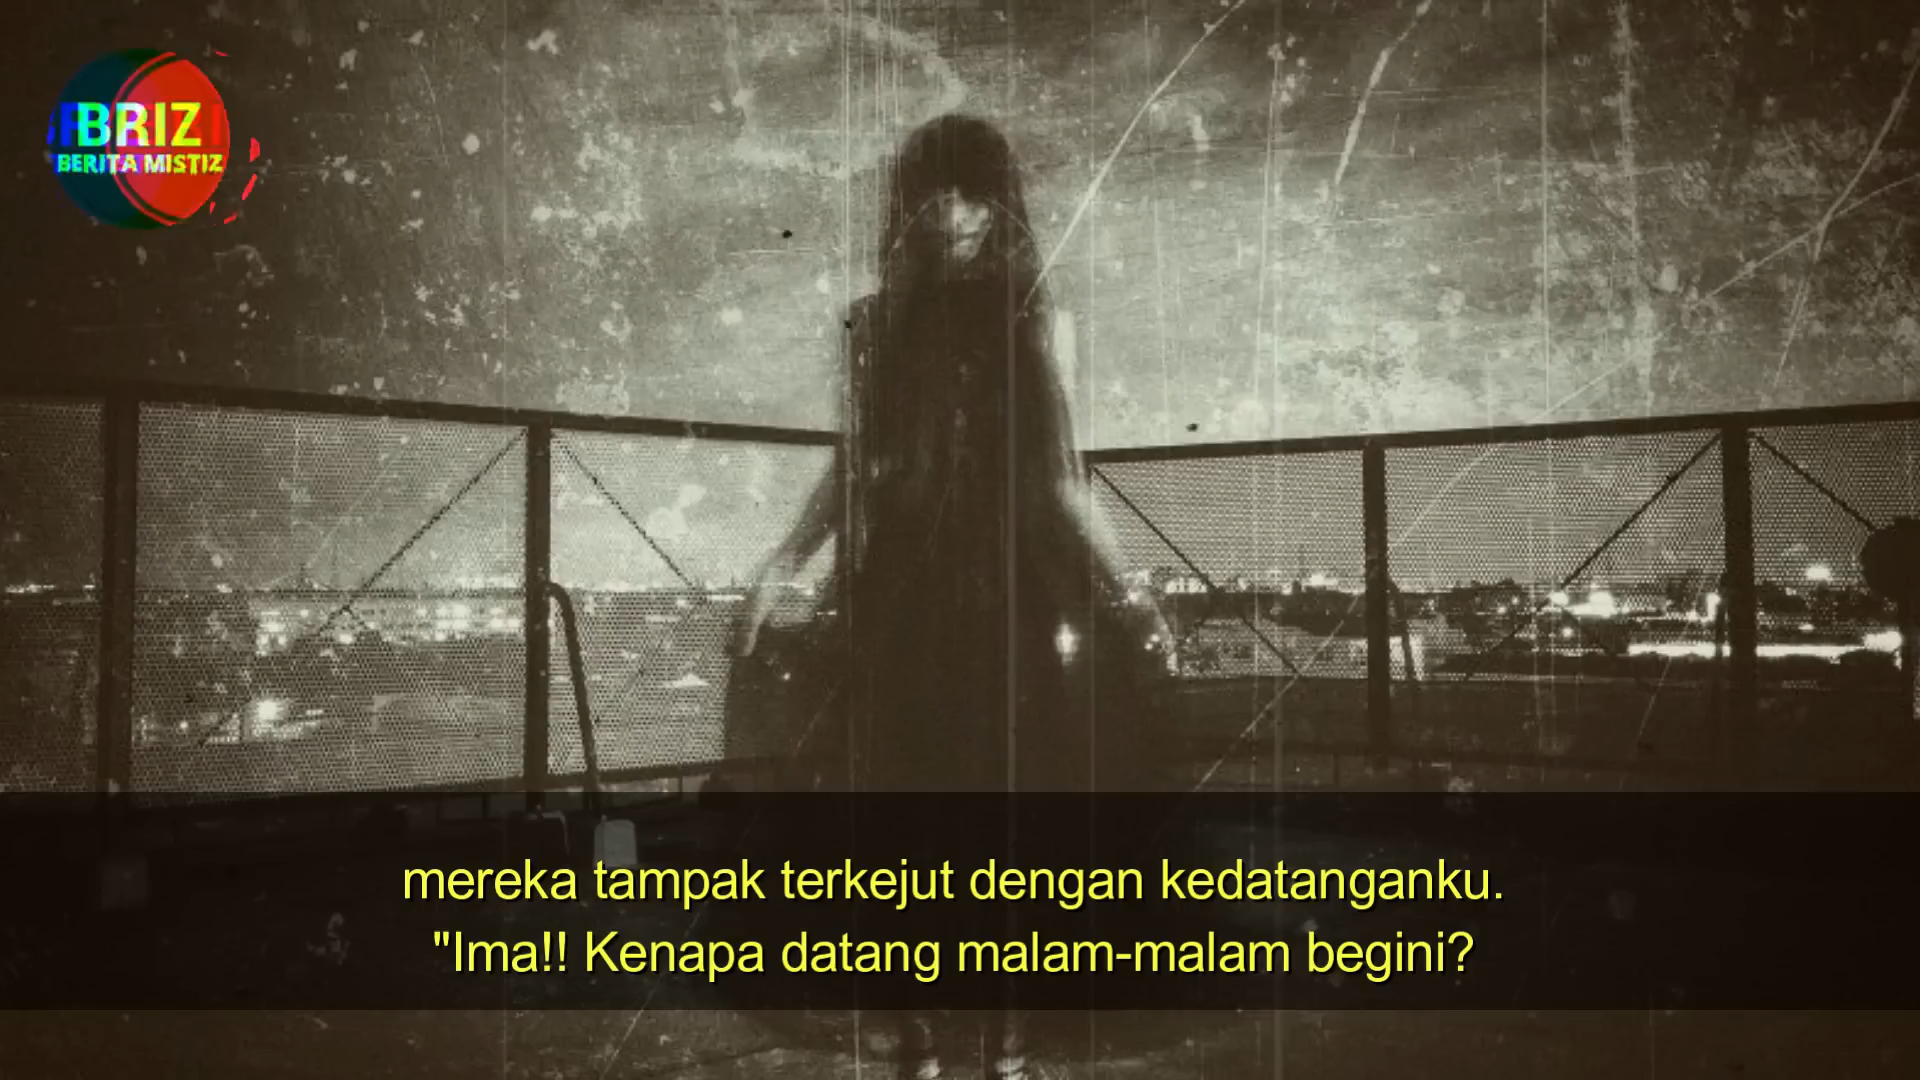 BRIZ
BERITA MISTIZ
mereka tampak terkejut dengan kedatanganku.
"Ima!! Kenapa datang malam-malam begini?